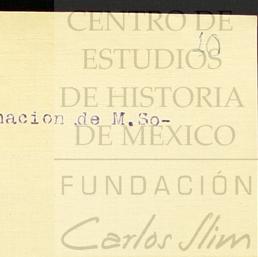 CENTRO DE
10
ESTUDIOS
DE HISTORIA
nacion de M.So-
DE MÉXICO
FUNDACIÓN
Carlos Slim